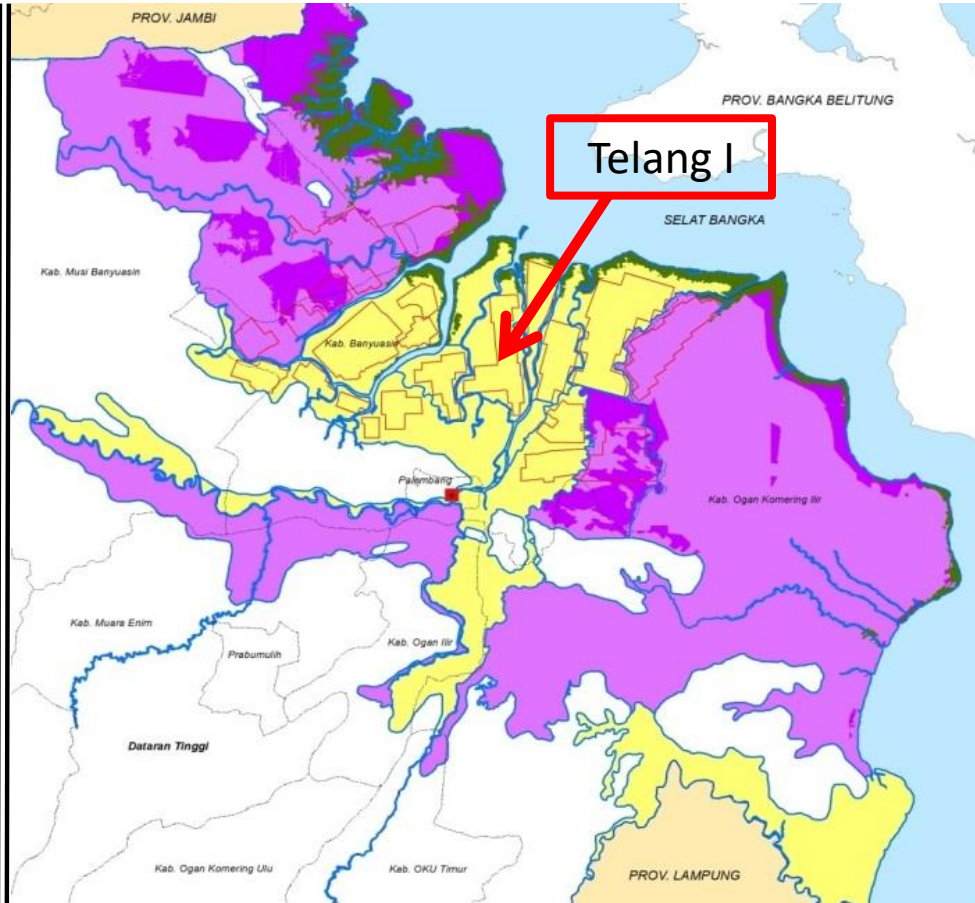 PROV. JAMBI
PROV. BANGKA BELITUNG
Telang I
SELAT BANGKA
Kab. Musi Banyuasin
Kab. Banyuasin
Palembang
Kab. Ogan Komering Ilir
Kab. Muara Enim
Prabumulih
Kab. Ogan Ilir
Dataran Tinggi
Kab. Ogan Komering Ulu
Kab. OKU Timur
PROV. LAMPUNG